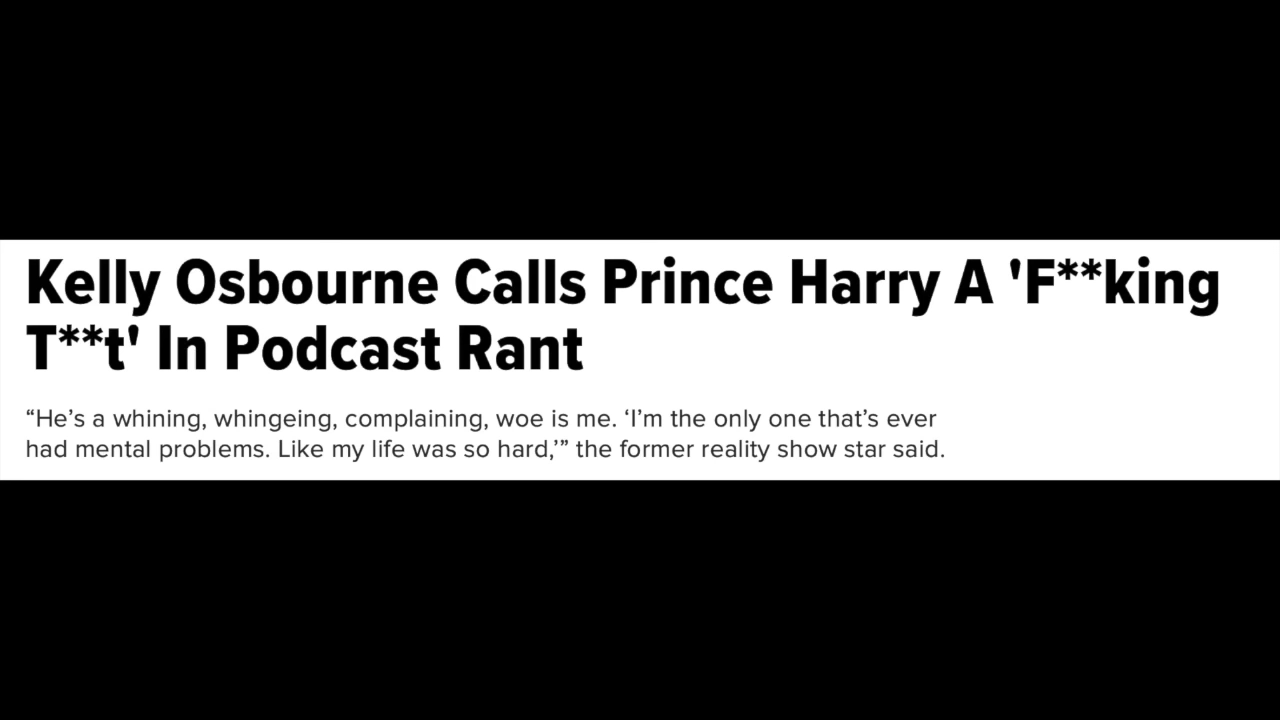 Kelly Osbourne Calls Prince Harry A 'F**king
T**t' In Podcast Rant
“He’s a whining, whingeing, complaining, woe is me. ‘I’m the only one that’s ever
had mental problems. Like my life was so hard,’” the former reality show star said.